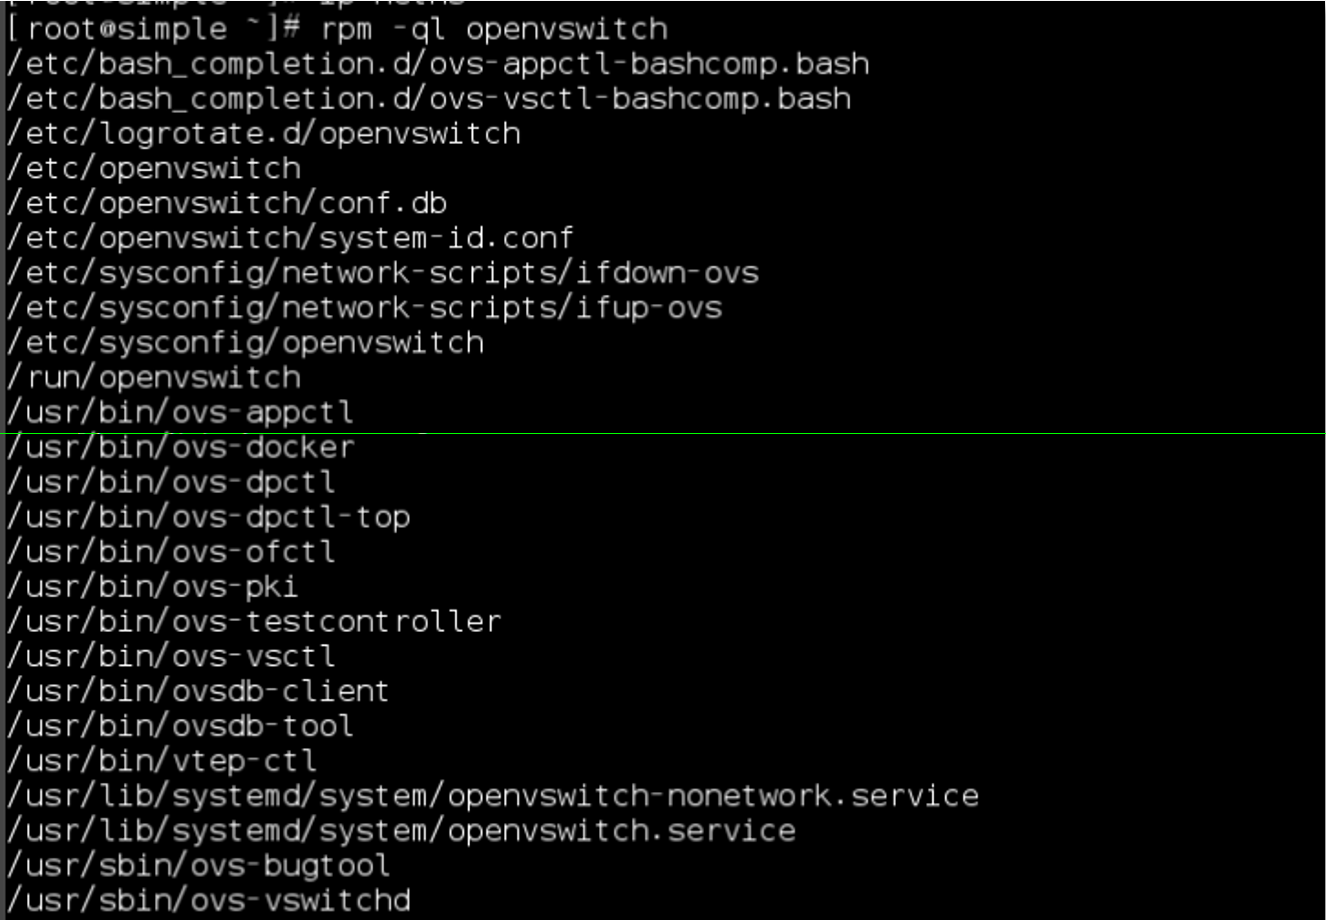 [root@simple ~]# rpm -ql openvswitch
/etc/bash_completion.d/ovs-appctl-bashcomp.bash
/etc/bash_completion.d/ovs-vsctl-bashcomp.bash
/etc/logrotate.d/openvswitch
/etc/openvswitch
/etc/openvswitch/conf.db
/etc/openvswitch/system-id.conf
/etc/sysconfig/network-scripts/ifdown-ovs
/etc/sysconfig/network-scripts/ifup-ovs
/etc/sysconfig/openvswitch
/run/openvswitch
/usr/bin/ovs-appctl
/usr/bin/ovs-docker
/usr/bin/ovs-dpctl
/usr/bin/ovs-dpctl-top
/usr/bin/ovs-ofctl
/usr/bin/ovs-pki
/usr/bin/ovs-testcontroller
/usr/bin/ovs-vsctl
/usr/bin/ovsdb-client
/usr/bin/ovsdb-tool
/usr/bin/vtep-ctl
/usr/lib/systemd/system/openvswitch-nonetwork.service
/usr/lib/systemd/system/openvswitch.service
/usr/sbin/ovs-bugtool
/usr/sbin/ovs-vswitchd